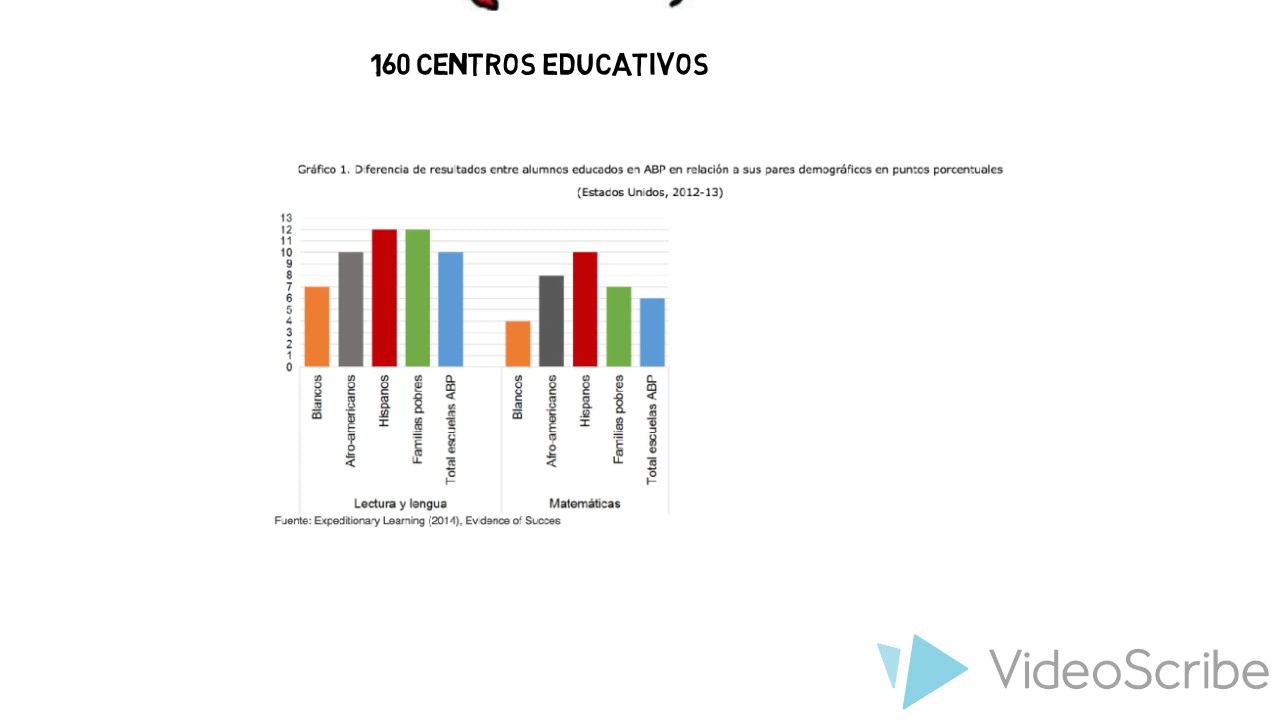 160 CENTROS EDUCATIVOS
Gráfico 1. Diferencia de resultados entre alumnos educados en ABP en relación a sus pares demográficos en puntos porcentuales
(Estados Unidos, 2012-13)
13
12
11
10
9
8
7
6
5
4
3
2
1
0
Blancos
Afro-americanos
Hispanos
Familias pobres
Total escuelas ABP
Blancos
Afro-americanos
Hispanos
Familias pobres
Total escuelas ABP
Lectura y lengua
Matemáticas
Fuente: Expeditionary Learning (2014), Evidence of Succes
VideoScribe